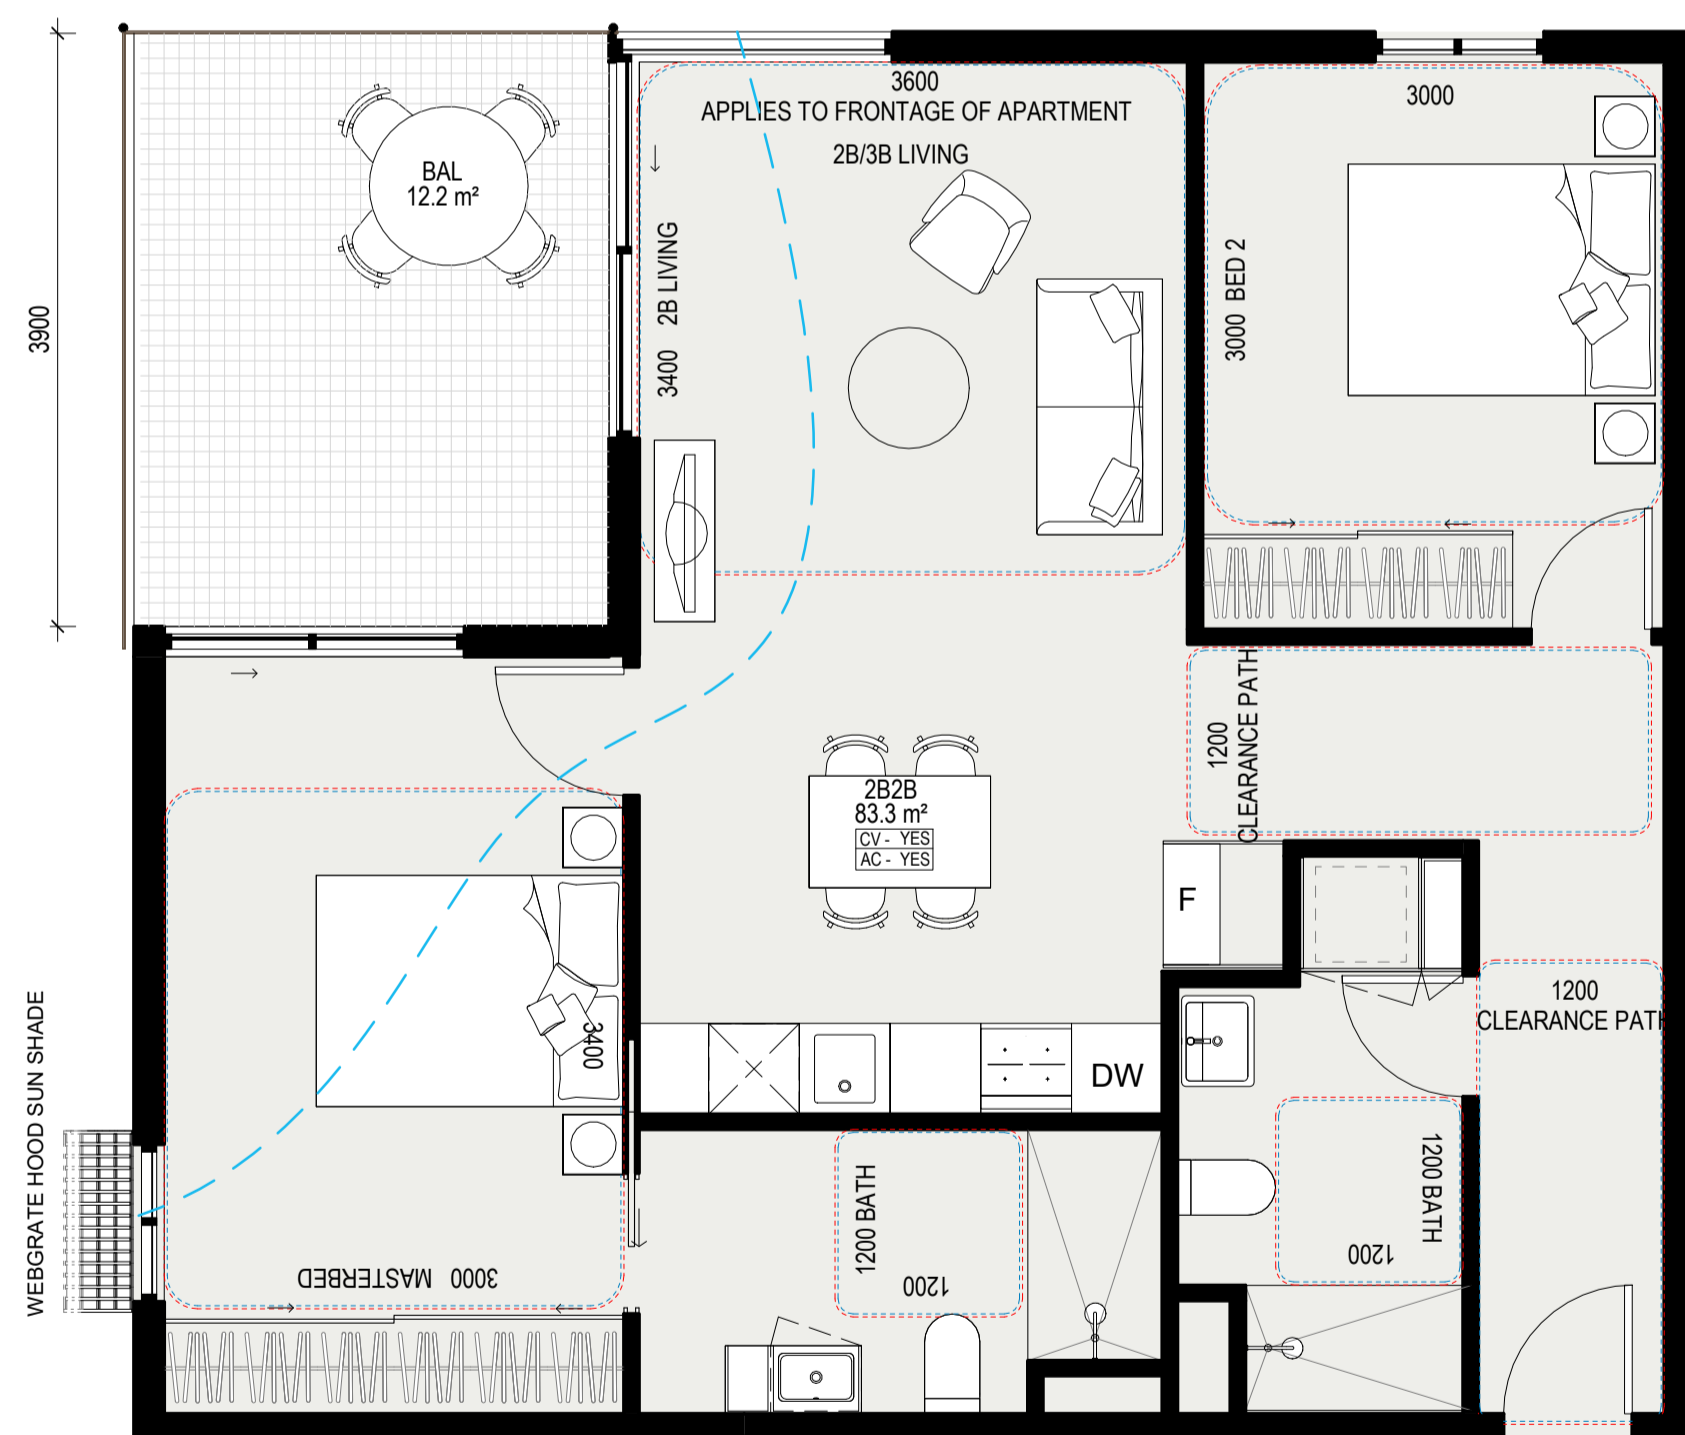 3600
APPLIES TO FRONTAGE OF APARTMENT
2B/3B LIVING
3000
BAL
12.2 m²
3900
3400 2B LIVING
3000 BED 2
1200
CLEARANCE PATH
2B2B
83.3 m²
CV - YES
AC - YES
F
1200
CLEARANCE PATH
3400
DW
WEBGRATE HOOD SUN SHADE
3000 MASTERBED
1200 BATH
1200
1200 BATH
1200